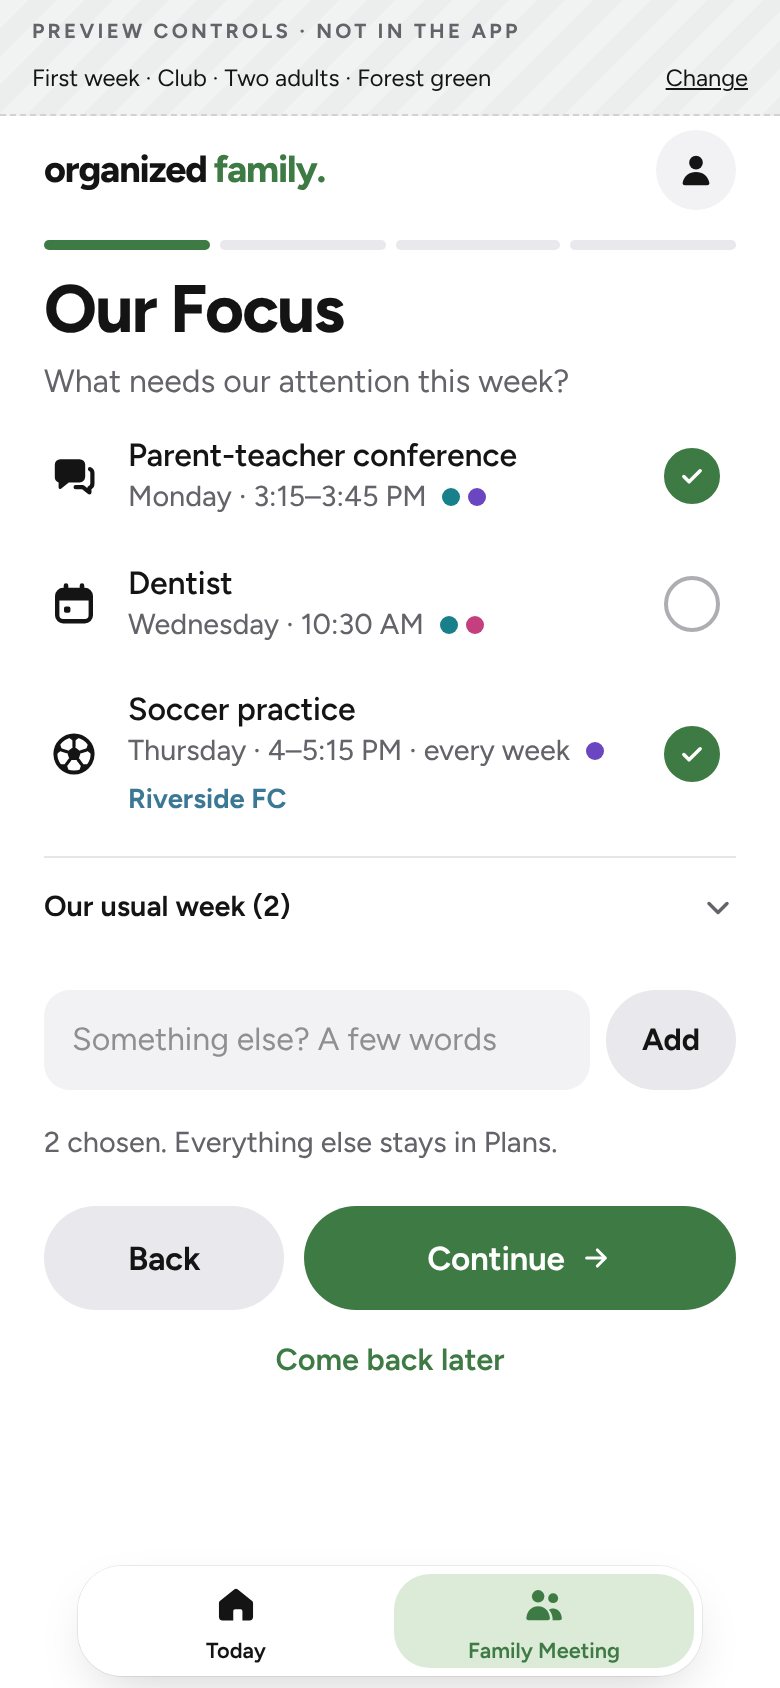 PREVIEW CONTROLS · NOT IN THE APP
First week · Club · Two adults · Forest green Change
organized family.
Our Focus
What needs our attention this week?
Parent-teacher conference
Monday · 3:15–3:45 PM
Dentist
Wednesday · 10:30 AM
Soccer practice
Thursday · 4–5:15 PM · every week
Riverside FC
Our usual week (2)
Something else? A few words Add
2 chosen. Everything else stays in Plans.
Back Continue →
Come back later
Today Family Meeting